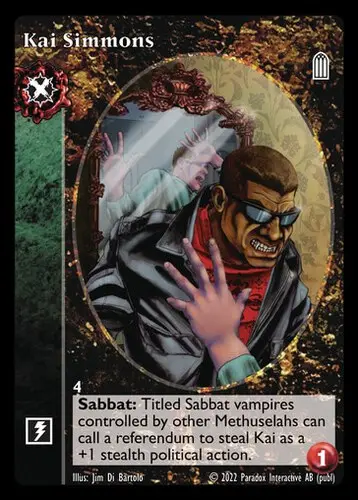 Kai Simmons
4
Sabbat: Titled Sabbat vampires
controlled by other Methuselahs can
call a referendum to steal Kai as a
+1 stealth political action.
1
Illus: Jim Di Bartolo © 2022 Paradox Interactive AB (publ)